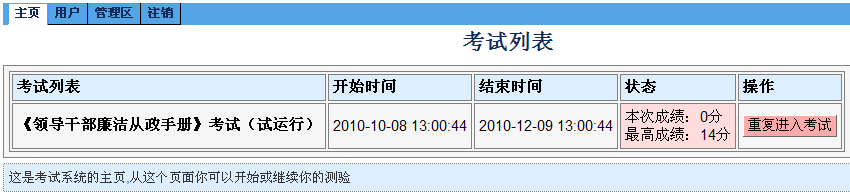 主页 用户 管理区 注销
考试列表
考试列表 开始时间 结束时间 状态 操作
《领导干部廉洁从政手册》考试（试运行） 2010-10-08 13:00:44 2010-12-09 13:00:44 本次成绩：0分 重复进入考试
最高成绩：14分
这是考试系统的主页,从这个页面你可以开始或继续你的测验